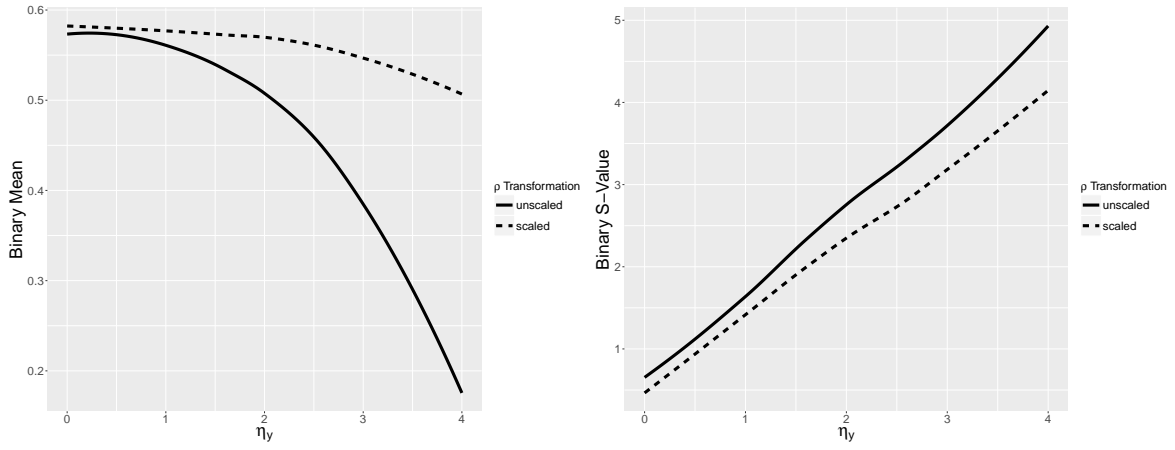 0.6
0.5
0.4
0.3
0.2
Binary Mean
0
1
2
3
4
ηy
ρ Transformation
unscaled
scaled
5
4
3
2
1
Binary S−Value
0
1
2
3
4
ηy
ρ Transformation
unscaled
scaled